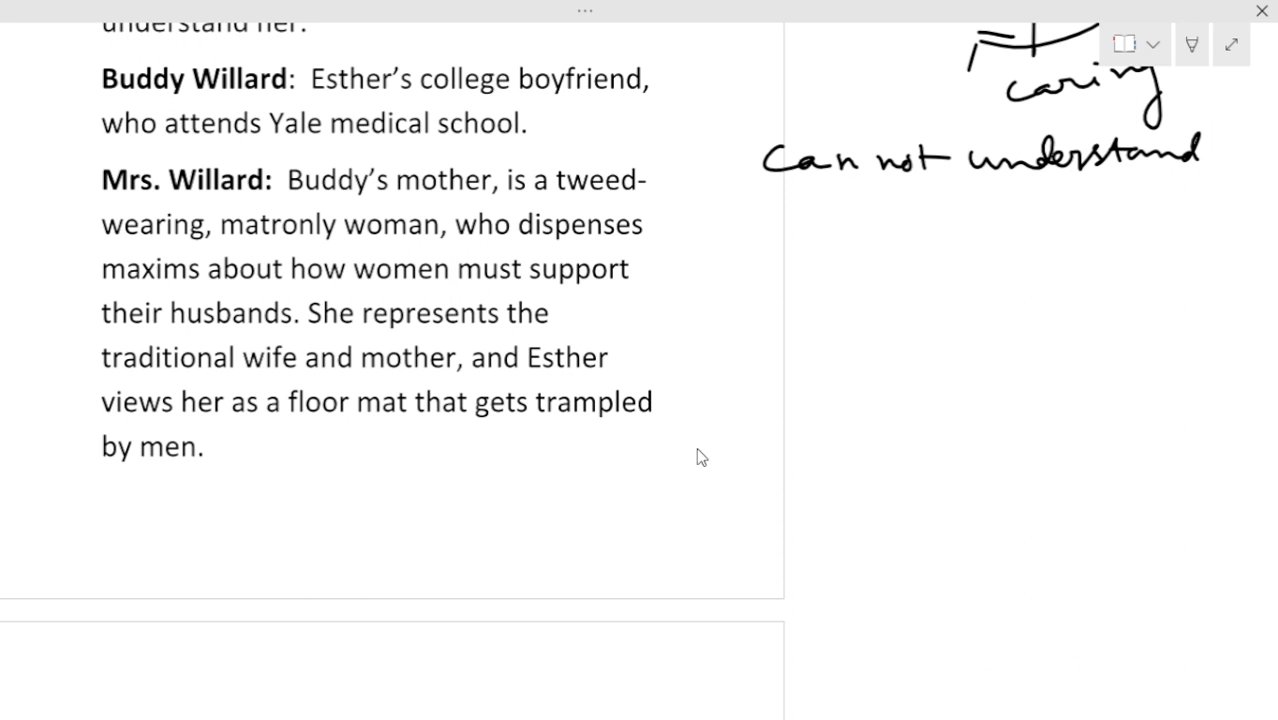 understand her.
Buddy Willard:  Esther’s college boyfriend,
who attends Yale medical school.
Mrs. Willard:  Buddy’s mother, is a tweed-
wearing, matronly woman, who dispenses
maxims about how women must support
their husbands. She represents the
traditional wife and mother, and Esther
views her as a floor mat that gets trampled
by men.
caring
Can not understand